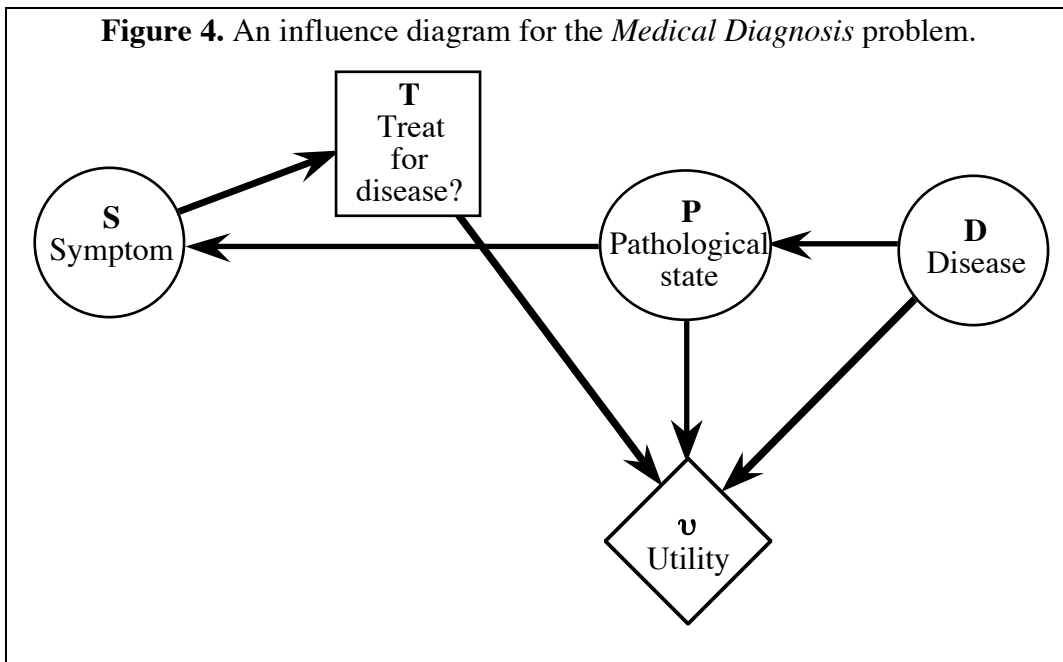 Figure 4. An influence diagram for the Medical Diagnosis problem.
T
Treat
for
disease?
S
Symptom
P
Pathological
state
D
Disease
υ
Utility